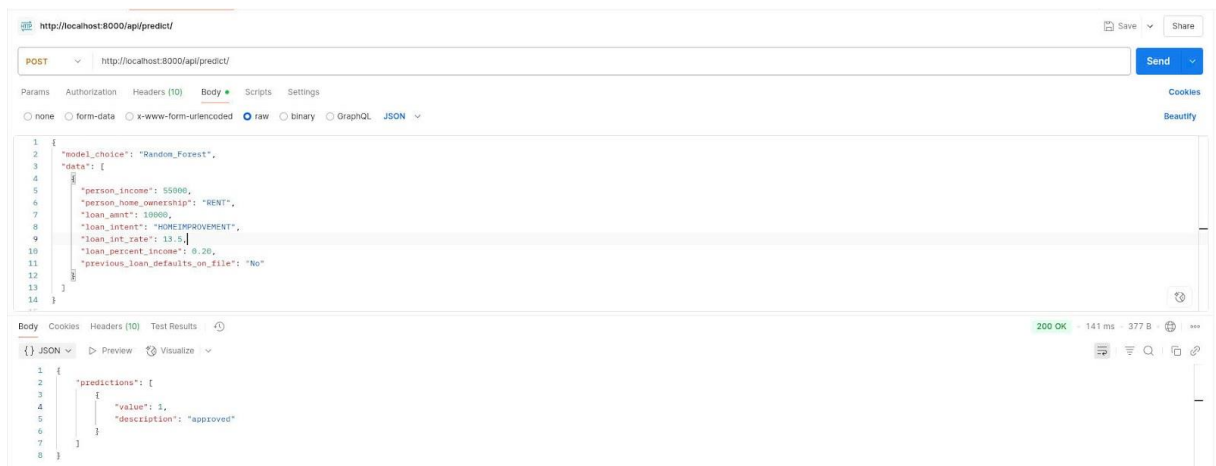 HTTP http://localhost:8000/api/predict/ Save Share
POST http://localhost:8000/api/predict/ Send
Params Authorization Headers (10) Body Scripts Settings Cookies
none form-data x-www-form-urlencoded raw binary GraphQL JSON Beautify
1 {
2 "model_choice": "Random_Forest",
3 "data": [
4 {
5 "person_income": 55000,
6 "person_home_ownership": "RENT",
7 "loan_amnt": 10000,
8 "loan_intent": "HOMEIMPROVEMENT",
9 "loan_int_rate": 13.5,
10 "loan_percent_income": 0.20,
11 "previous_loan_defaults_on_file": "No"
12 }
13 ]
14 }
Body Cookies Headers (10) Test Results 200 OK 141 ms 377 B
{} JSON Preview Visualize
1 {
2 "predictions": [
3 {
4 "value": 1,
5 "description": "approved"
6 }
7 ]
8 }